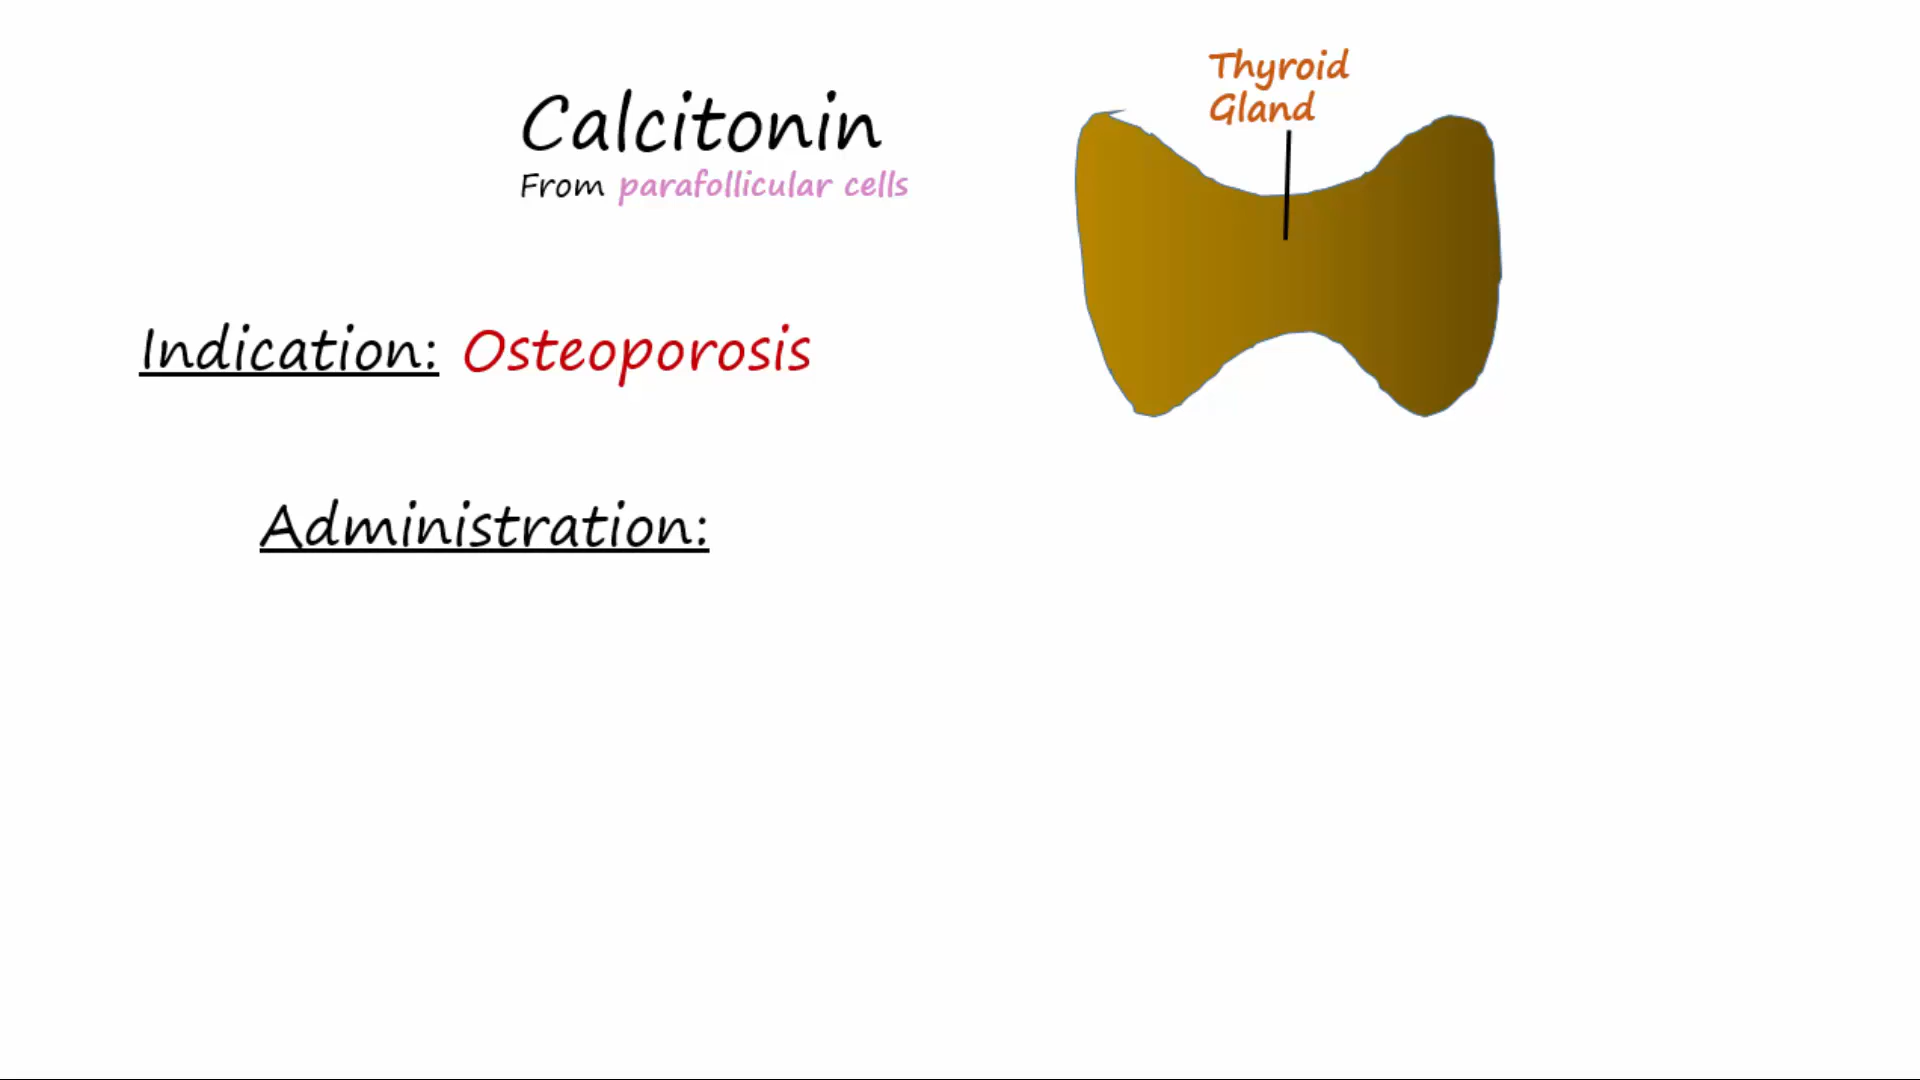 Thyroid
Gland
Calcitonin
From parafollicular cells
Indication: Osteoporosis
Administration: